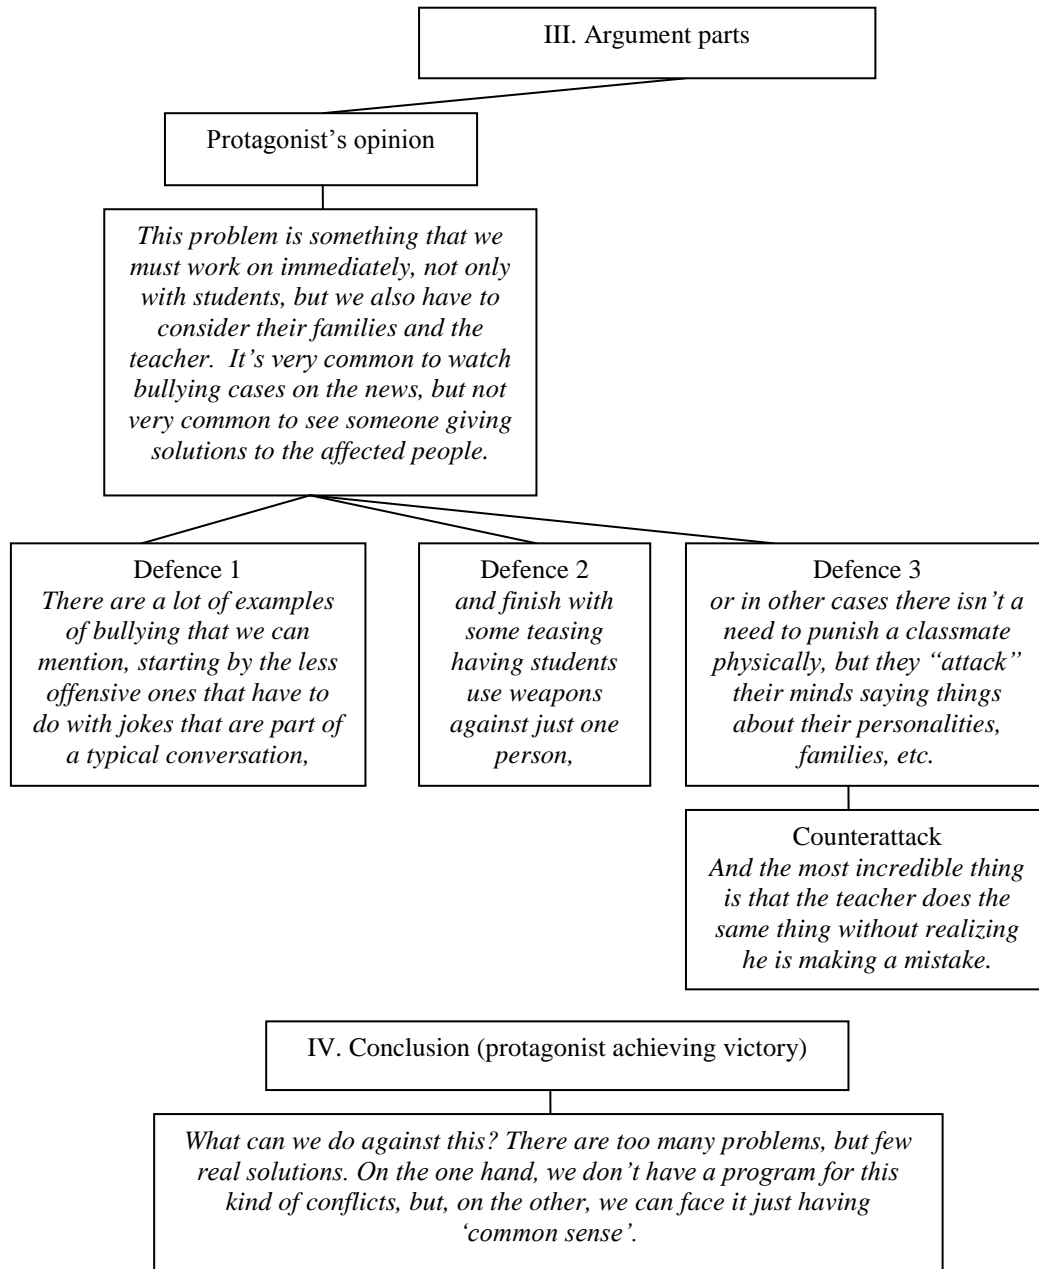 III. Argument parts
Protagonist’s opinion
This problem is something that we
must work on immediately, not only
with students, but we also have to
consider their families and the
teacher.  It’s very common to watch
bullying cases on the news, but not
very common to see someone giving
solutions to the affected people.
Defence 1
There are a lot of examples
of bullying that we can
mention, starting by the less
offensive ones that have to
do with jokes that are part of
a typical conversation,
Defence 2
and finish with
some teasing
having students
use weapons
against just one
person,
Defence 3
or in other cases there isn’t a
need to punish a classmate
physically, but they “attack”
their minds saying things
about their personalities,
families, etc.
Counterattack
And the most incredible thing
is that the teacher does the
same thing without realizing
he is making a mistake.
IV. Conclusion (protagonist achieving victory)
What can we do against this? There are too many problems, but few
real solutions. On the one hand, we don’t have a program for this
kind of conflicts, but, on the other, we can face it just having
‘common sense’.